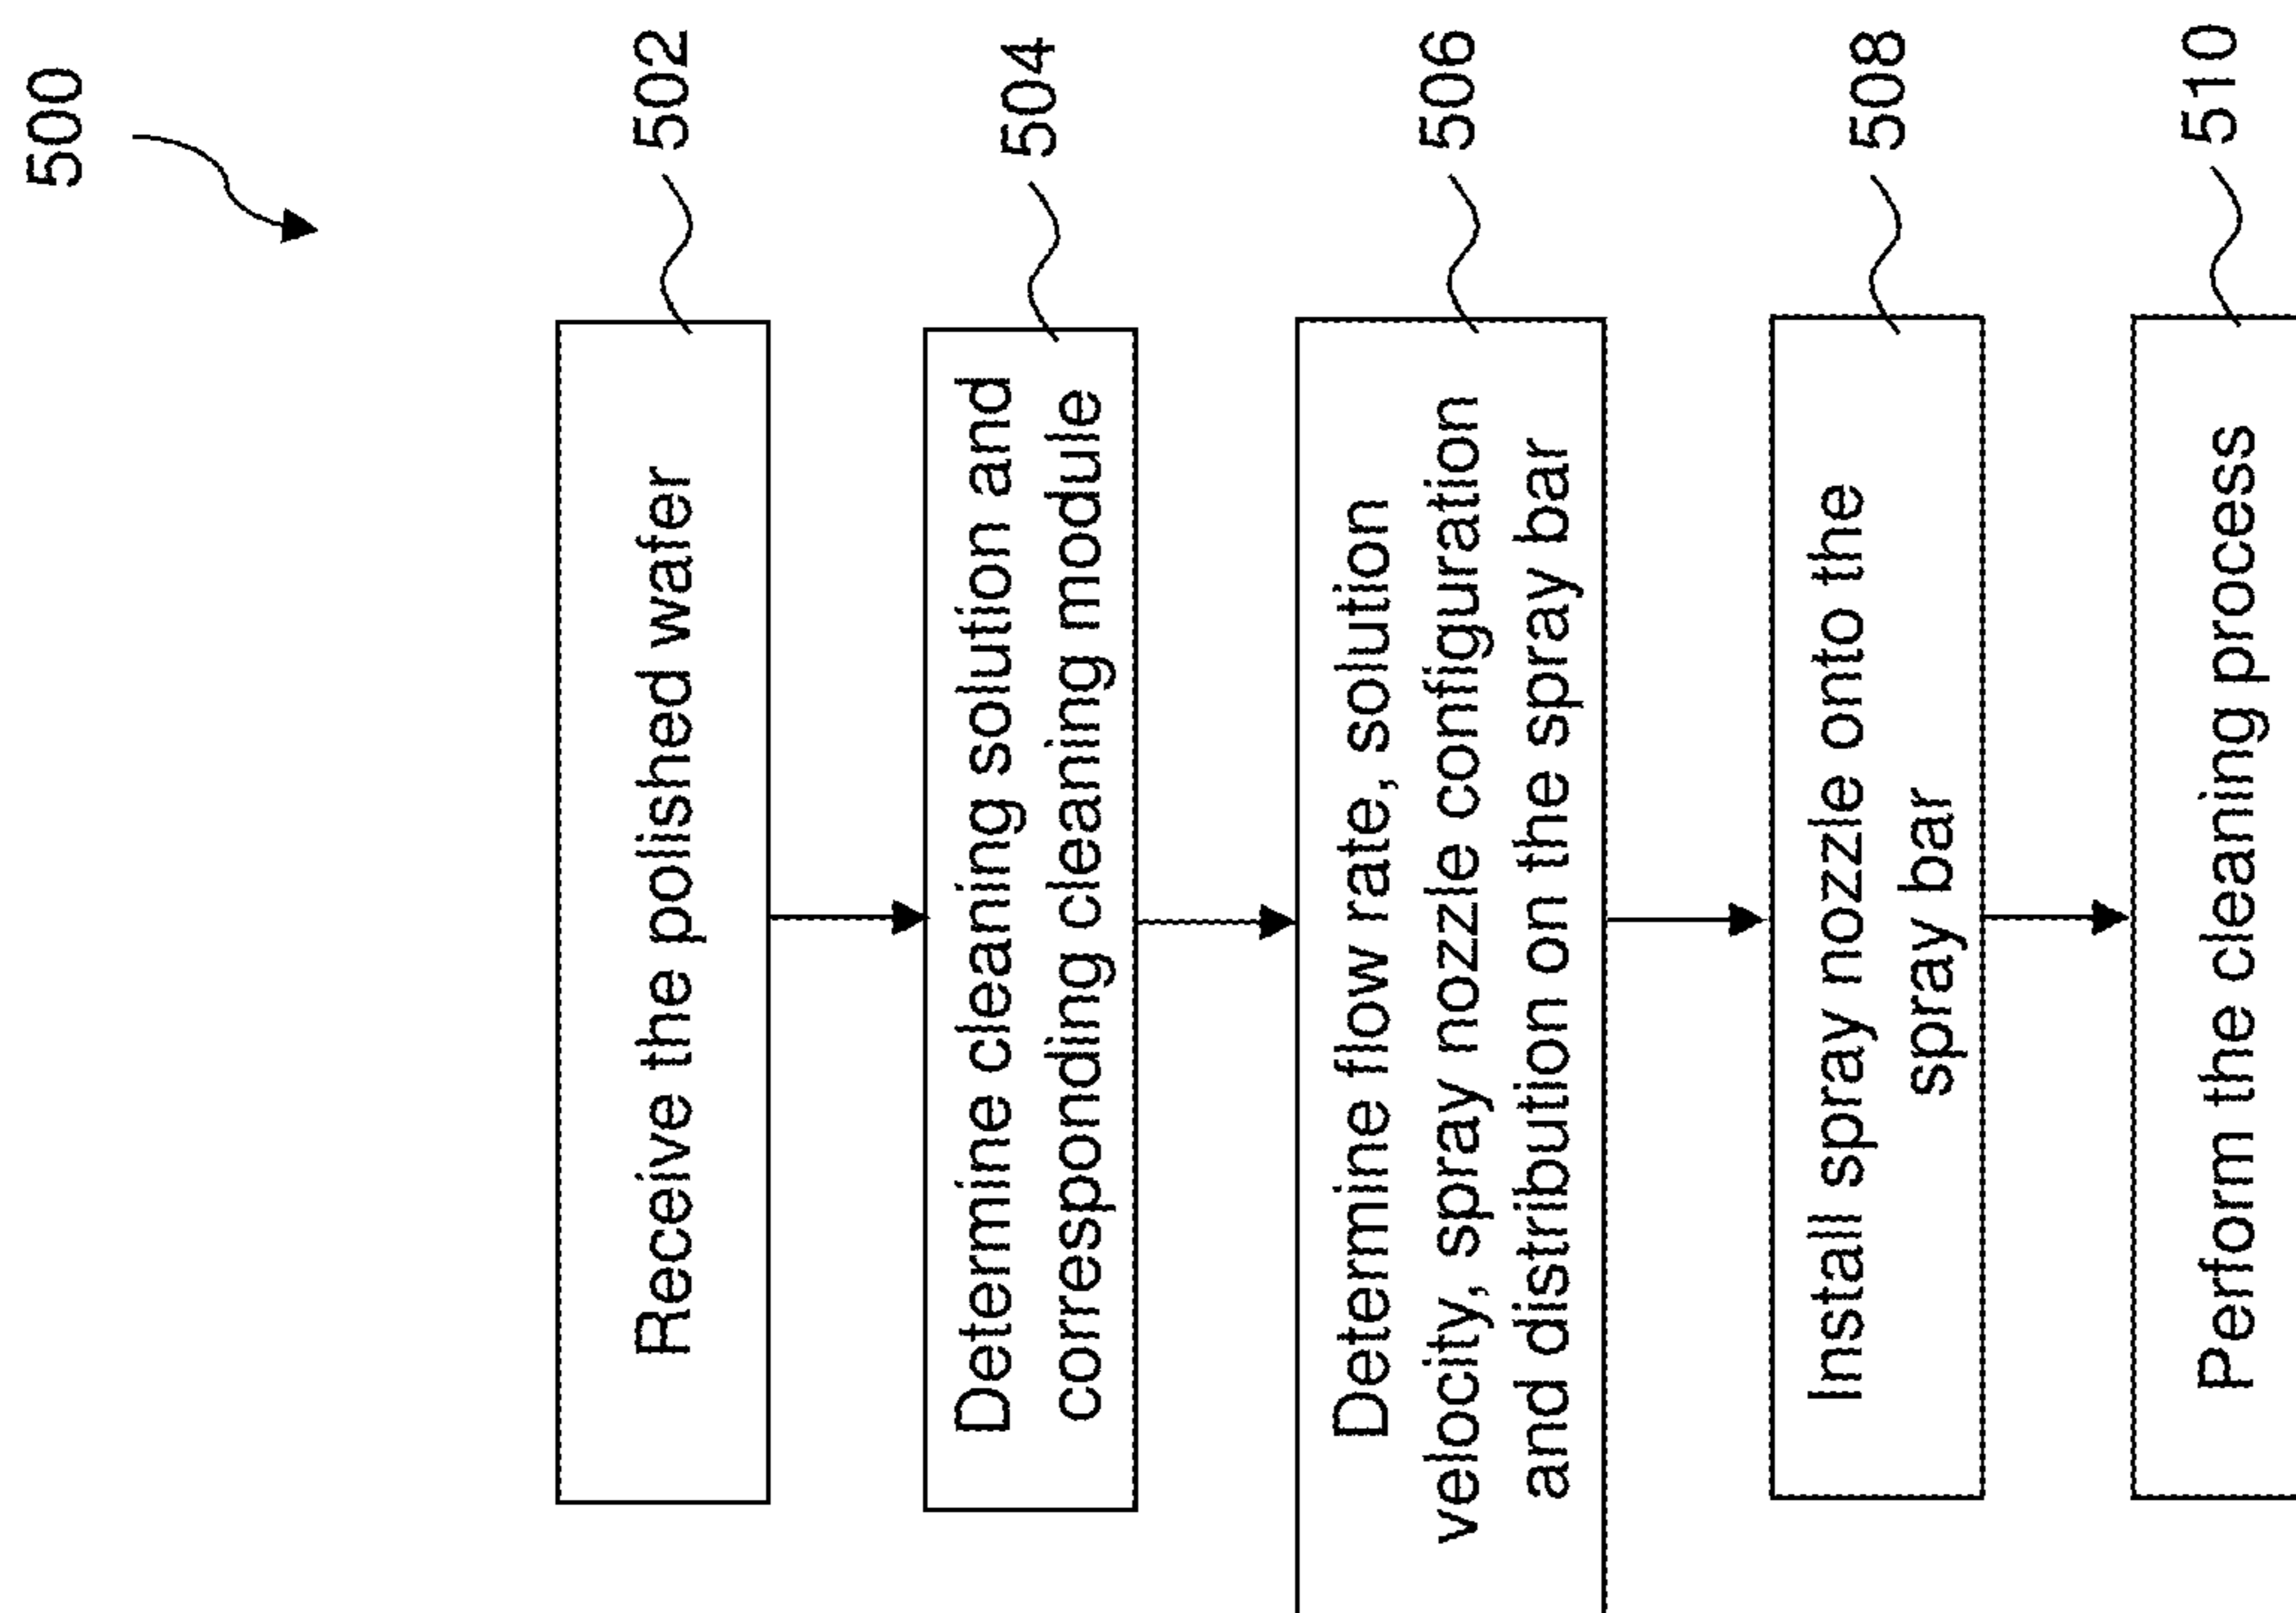 500
Receive the polished wafer
502
Determine cleaning solution and
corresponding cleaning module
504
Determine flow rate, solution
velocity, spray nozzle configuration
and distribution on the spray bar
506
Install spray nozzle onto the
spray bar
508
Perform the cleaning process
510